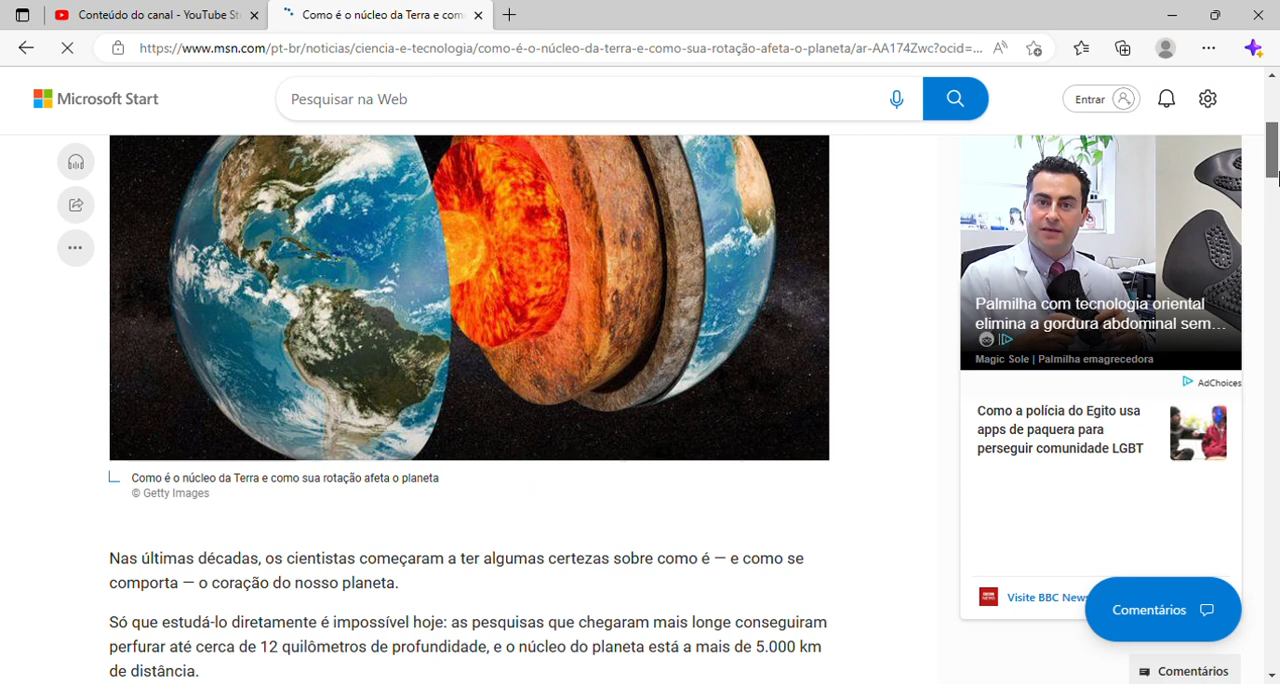 Conteúdo do canal - YouTube St
Como é o núcleo da Terra e com
https://www.msn.com/pt-br/noticias/ciencia-e-tecnologia/como-é-o-núcleo-da-terra-e-como-sua-rotação-afeta-o-planeta/ar-AA174Zwc?ocid=...
Microsoft Start
Pesquisar na Web
Entrar
Palmilha com tecnologia oriental
elimina a gordura abdominal sem...
Magic Sole | Palmilha emagrecedora
AdChoices
Como a polícia do Egito usa
apps de paquera para
perseguir comunidade LGBT
BBC NEWS
Visite BBC News
Comentários
Comentários
Como é o núcleo da Terra e como sua rotação afeta o planeta
© Getty Images
Nas últimas décadas, os cientistas começaram a ter algumas certezas sobre como é — e como se
comporta — o coração do nosso planeta.
Só que estudá-lo diretamente é impossível hoje: as pesquisas que chegaram mais longe conseguiram
perfurar até cerca de 12 quilômetros de profundidade, e o núcleo do planeta está a mais de 5.000 km
de distância.